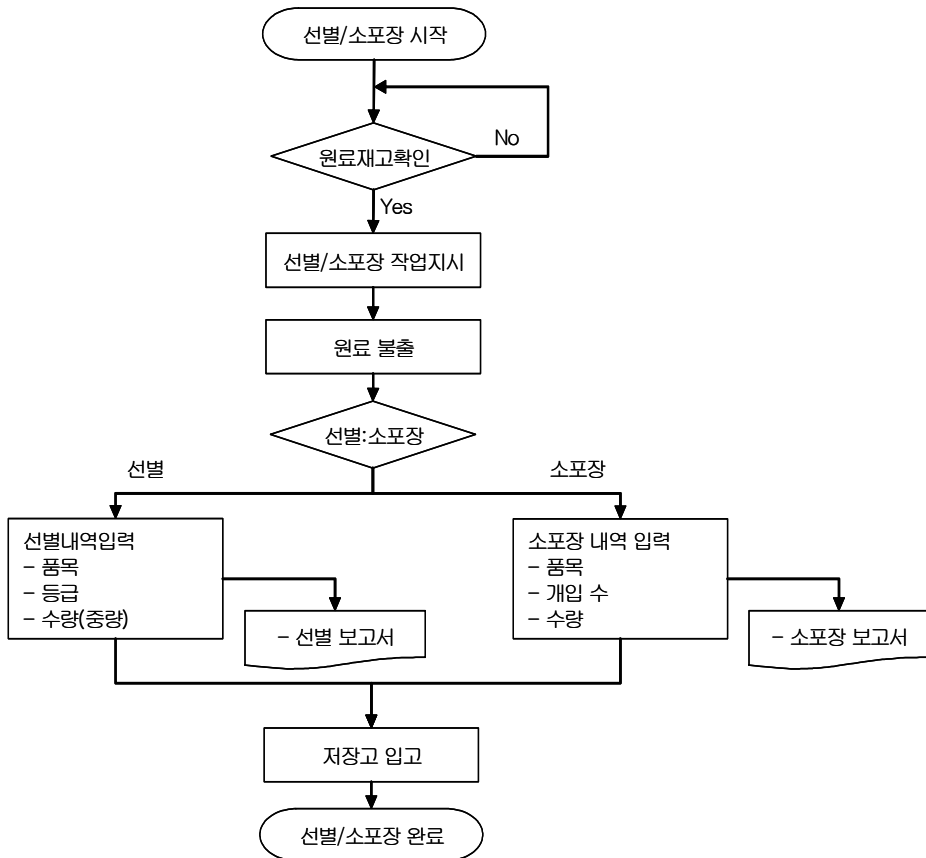 선별/소포장 시작
No
원료재고확인
Yes
선별/소포장 작업지시
원료 불출
선별:소포장
선별
소포장
선별내역입력
– 품목
– 등급
– 수량(중량)
– 선별 보고서
소포장 내역 입력
– 품목
– 개입 수
– 수량
– 소포장 보고서
저장고 입고
선별/소포장 완료